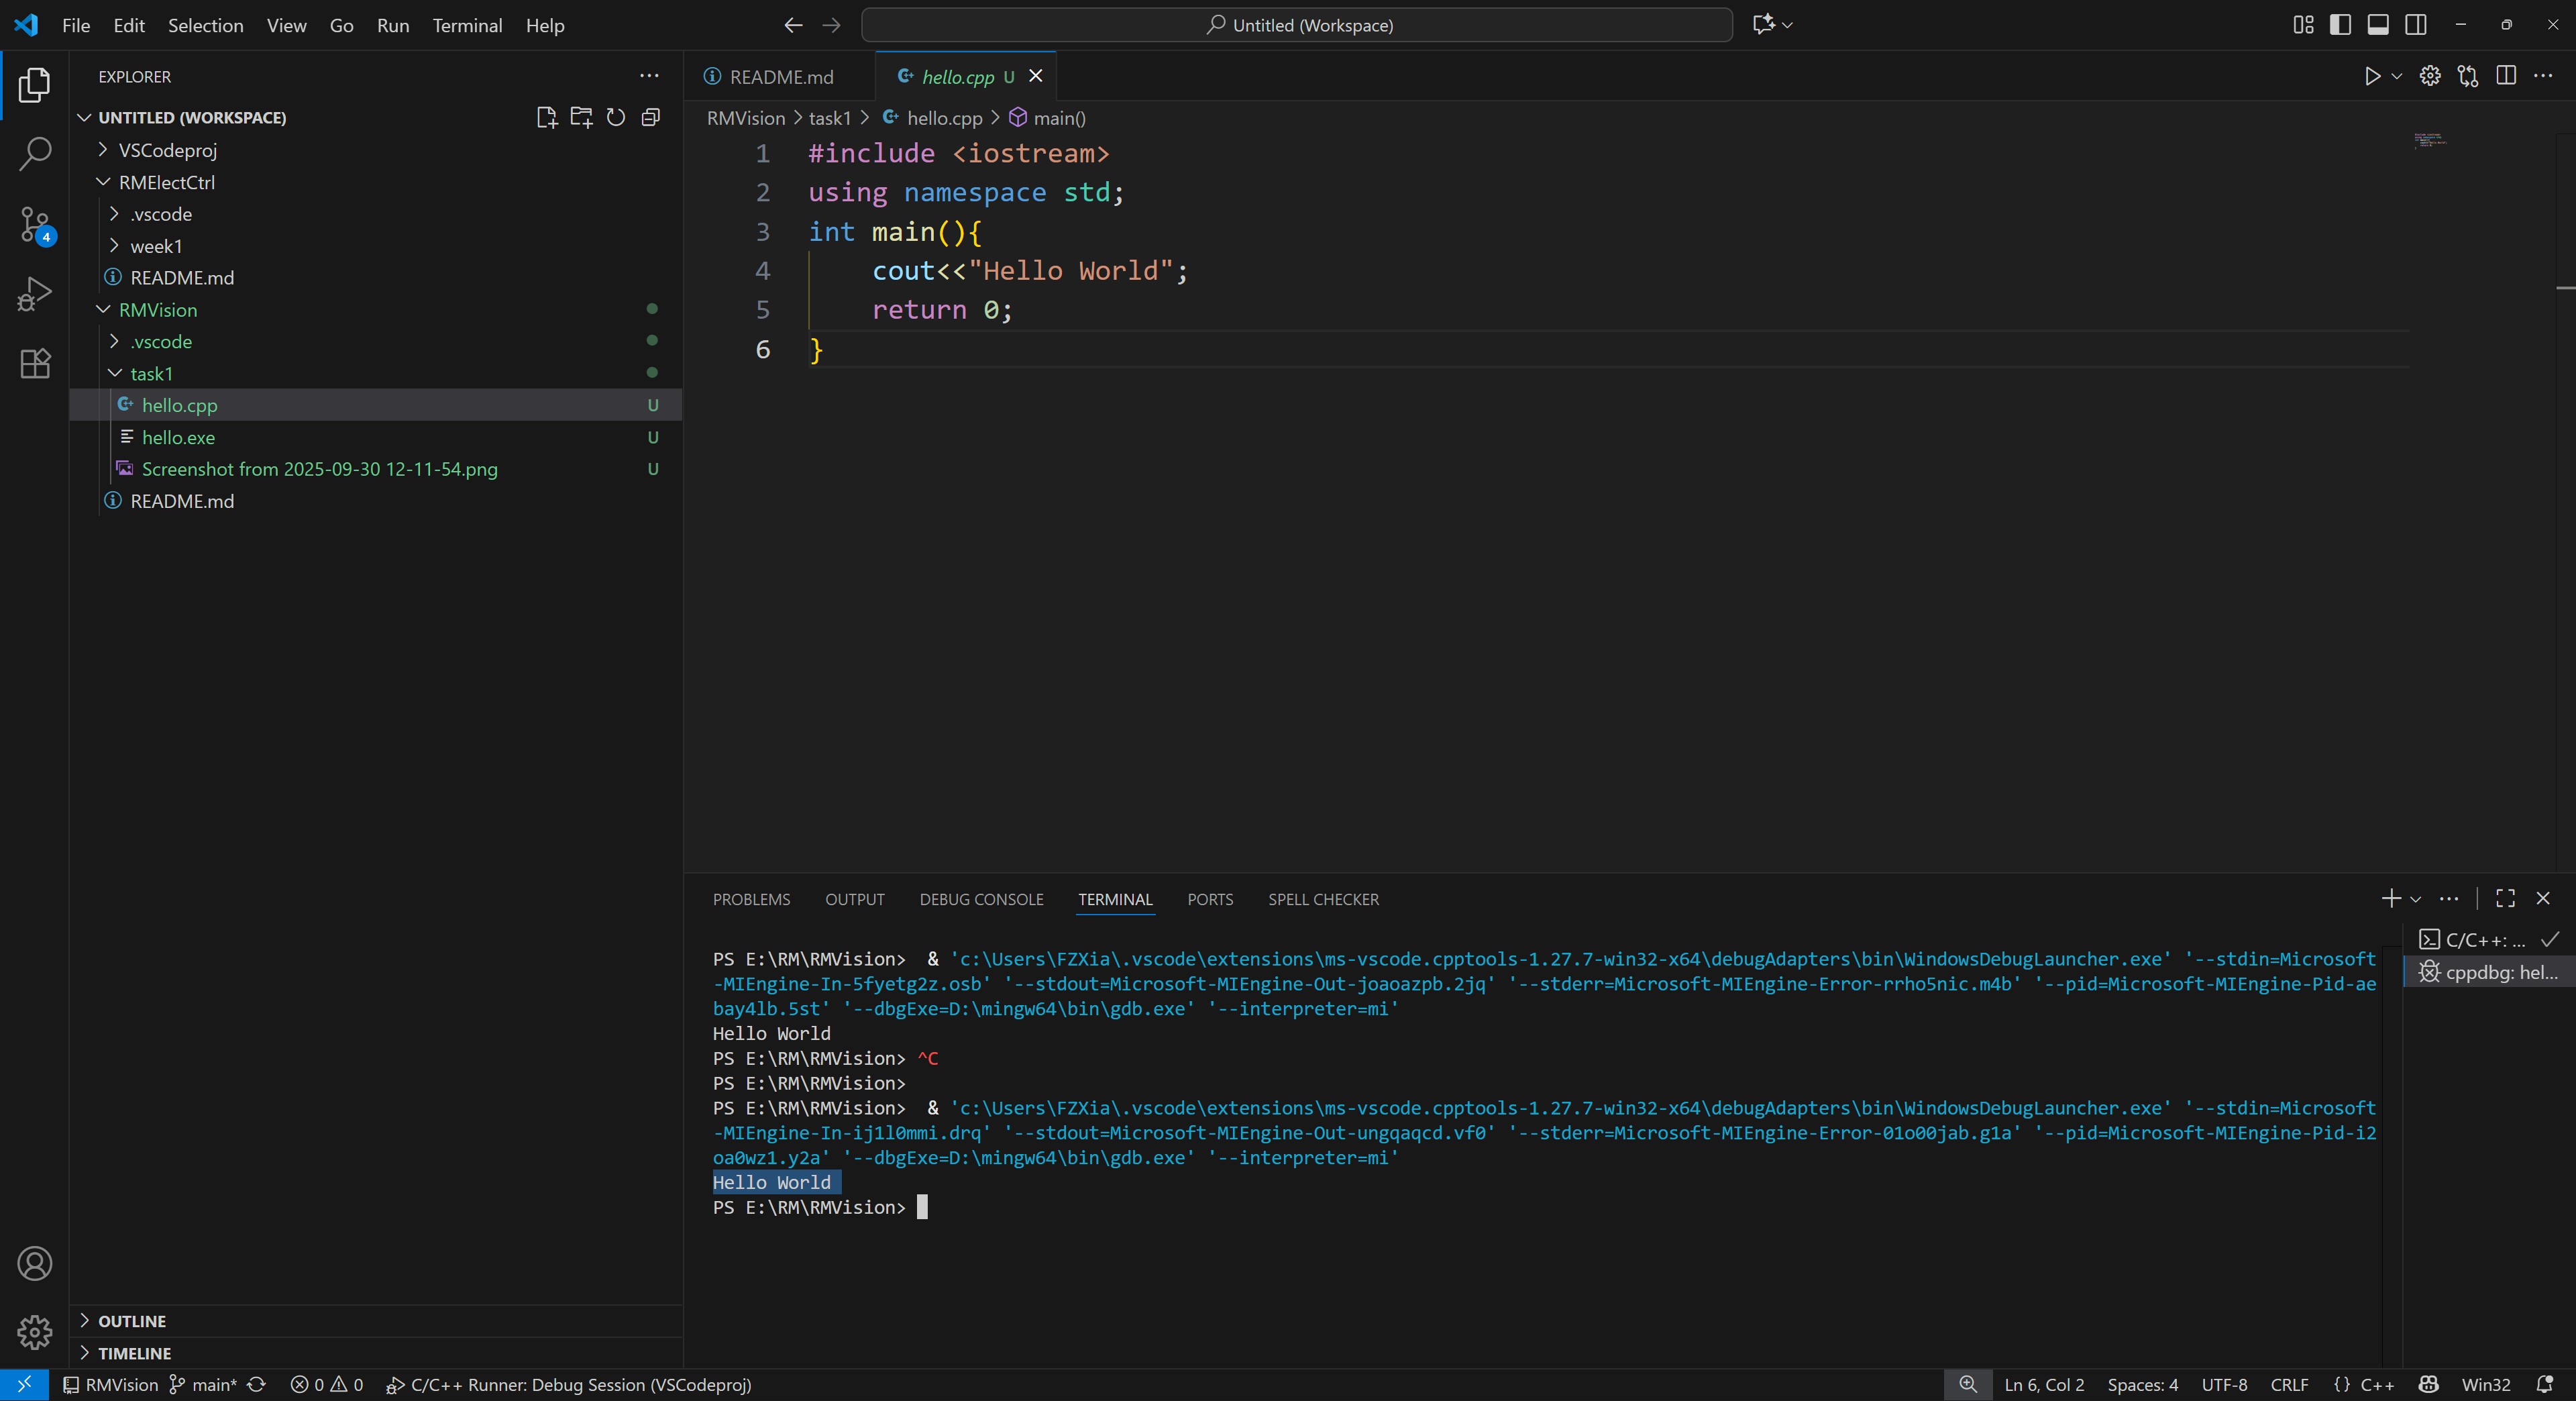 File Edit Selection View Go Run Terminal Help
Untitled (Workspace)
EXPLORER
UNTITLED (WORKSPACE)
VSCodeproj
RMElectCtrl
.vscode
week1
README.md
RMVision
.vscode
task1
hello.cpp U
hello.exe U
Screenshot from 2025-09-30 12-11-54.png U
README.md
OUTLINE
TIMELINE
README.md
hello.cpp U
RMVision > task1 > hello.cpp > main()
1 #include <iostream>
2 using namespace std;
3 int main(){
4     cout<<"Hello World";
5     return 0;
6 }
PROBLEMS OUTPUT DEBUG CONSOLE TERMINAL PORTS SPELL CHECKER
PS E:\RM\RMVision>  & 'c:\Users\FZXia\.vscode\extensions\ms-vscode.cpptools-1.27.7-win32-x64\debugAdapters\bin\WindowsDebugLauncher.exe' '--stdin=Microsoft
-MIEngine-In-5fyetg2z.osb' '--stdout=Microsoft-MIEngine-Out-joaoazpb.2jq' '--stderr=Microsoft-MIEngine-Error-rrho5nic.m4b' '--pid=Microsoft-MIEngine-Pid-ae
bay4lb.5st' '--dbgExe=D:\mingw64\bin\gdb.exe' '--interpreter=mi'
Hello World
PS E:\RM\RMVision> ^C
PS E:\RM\RMVision>
PS E:\RM\RMVision>  & 'c:\Users\FZXia\.vscode\extensions\ms-vscode.cpptools-1.27.7-win32-x64\debugAdapters\bin\WindowsDebugLauncher.exe' '--stdin=Microsoft
-MIEngine-In-ij1l0mmi.drq' '--stdout=Microsoft-MIEngine-Out-ungqaqcd.vf0' '--stderr=Microsoft-MIEngine-Error-01o00jab.g1a' '--pid=Microsoft-MIEngine-Pid-i2
oa0wz1.y2a' '--dbgExe=D:\mingw64\bin\gdb.exe' '--interpreter=mi'
Hello World
PS E:\RM\RMVision>
C/C++: ...
cppdbg: hel...
4
RMVision main* 0 0 C/C++ Runner: Debug Session (VSCodeproj)
Ln 6, Col 2 Spaces: 4 UTF-8 CRLF {} C++ Win32